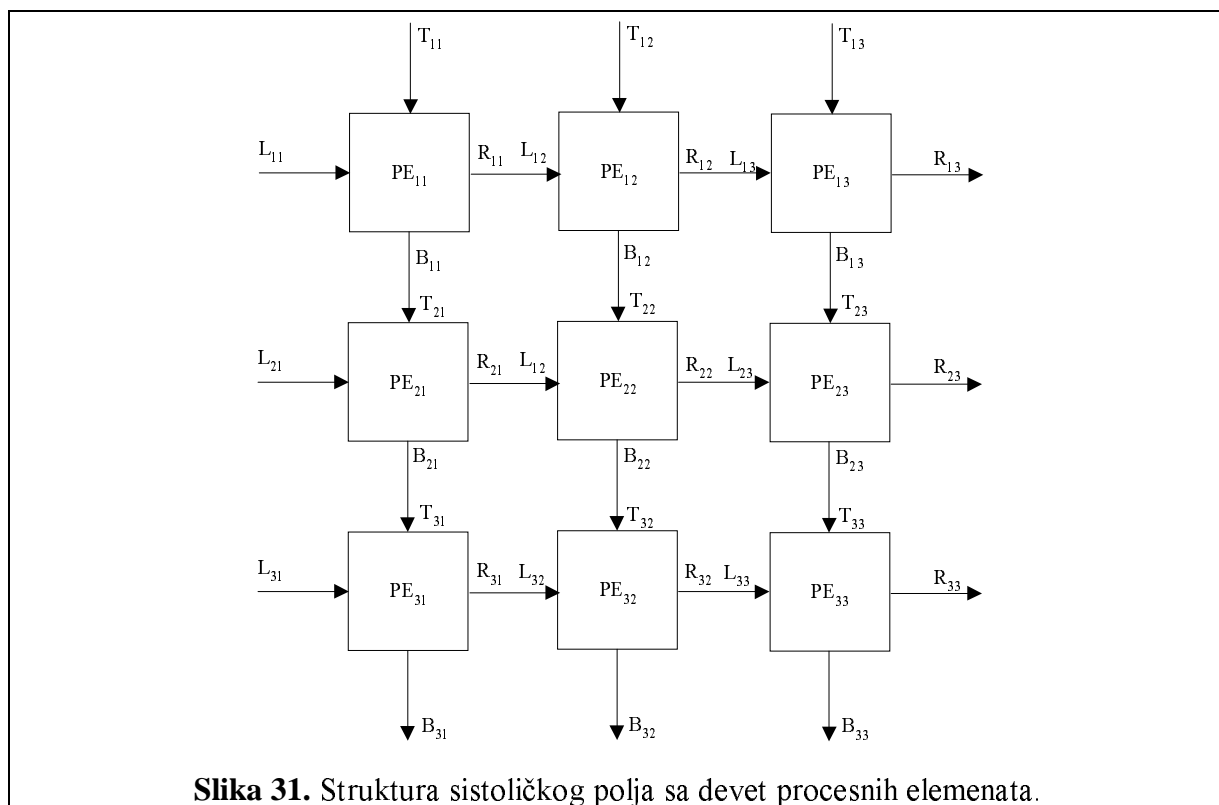 T11 T12 T13
L11 PE11 R11 L12 PE12 R12 L13 PE13 R13
B11 B12 B13
T21 T22 T23
L21 PE21 R21 L12 PE22 R22 L23 PE23 R23
B21 B22 B23
T31 T32 T33
L31 PE31 R31 L32 PE32 R32 L33 PE33 R33
B31 B32 B33
Slika 31. Struktura sistoličkog polja sa devet procesnih elemenata.